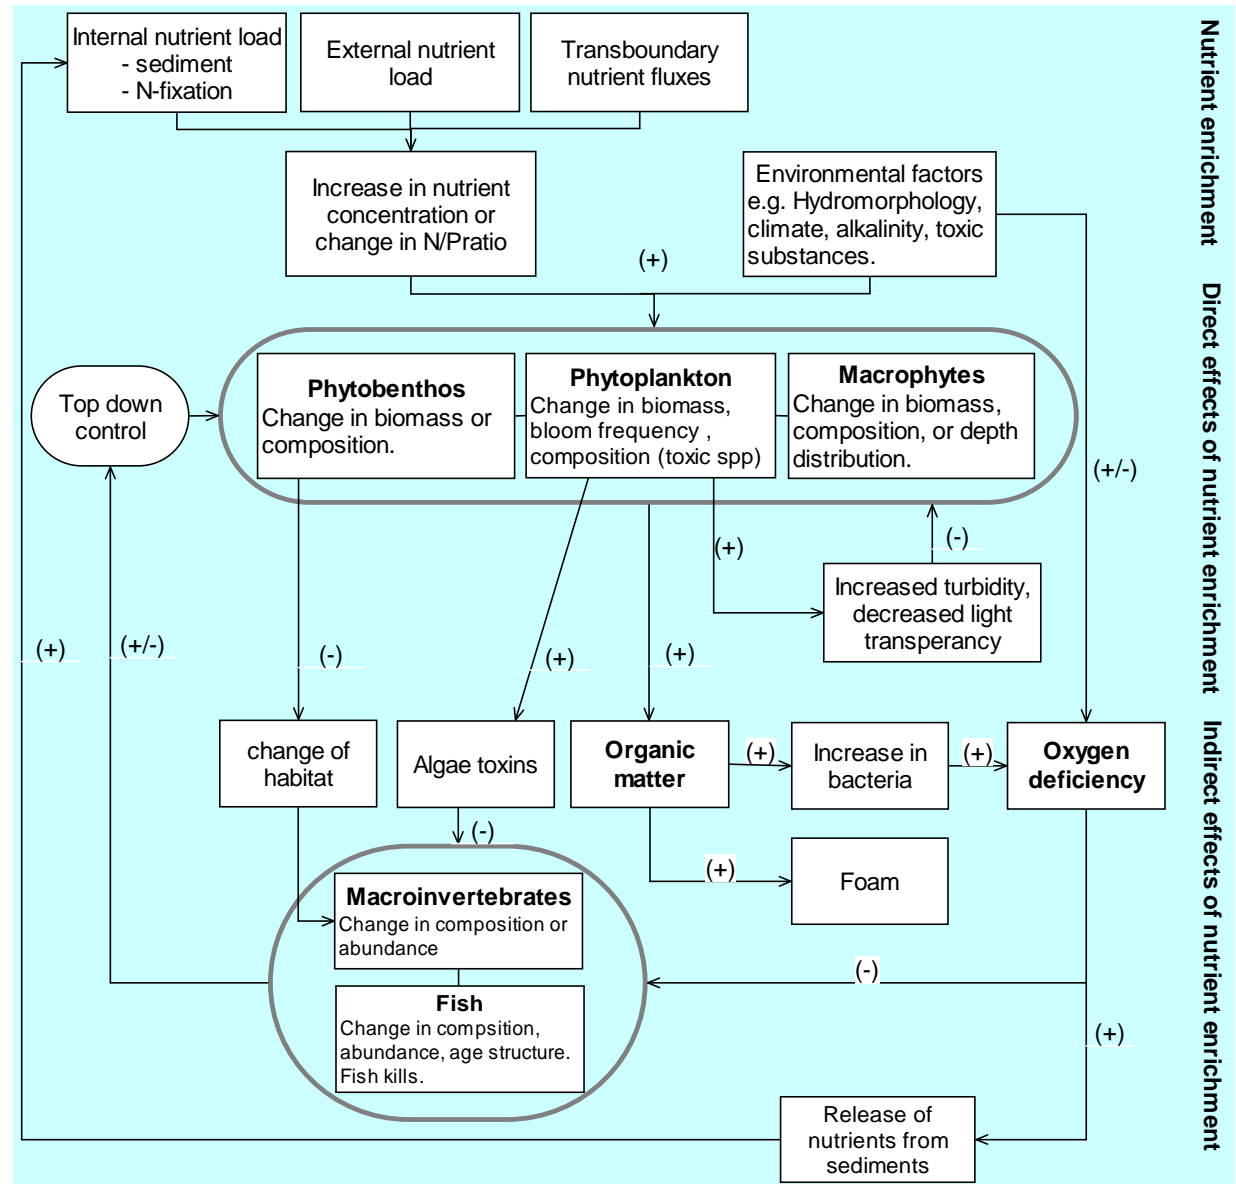 Internal nutrient load
- sediment
- N-fixation
External nutrient
load
Transboundary
nutrient fluxes
Nutrient enrichment
Increase in nutrient
concentration or
change in N/Pratio
Environmental factors
e.g. Hydromorphology,
climate, alkalinity, toxic
substances.
(+)
Direct effects of nutrient enrichment
Top down
control
Phytobenthos
Change in biomass or
composition.
Phytoplankton
Change in biomass,
bloom frequency ,
composition (toxic spp)
Macrophytes
Change in biomass,
composition, or depth
distribution.
(+/-)
(+)
(-)
Increased turbidity,
decreased light
transperancy
(+)
(+/-)
(-)
(+)
(+)
Indirect effects of nutrient enrichment
change of
habitat
Algae toxins
Organic
matter
(+)
Increase in
bacteria
(+)
Oxygen
deficiency
(-)
(+)
Foam
Macroinvertebrates
Change in composition or
abundance
(-)
Fish
Change in compsition,
abundance, age structure.
Fish kills.
(+)
Release of
nutrients from
sediments